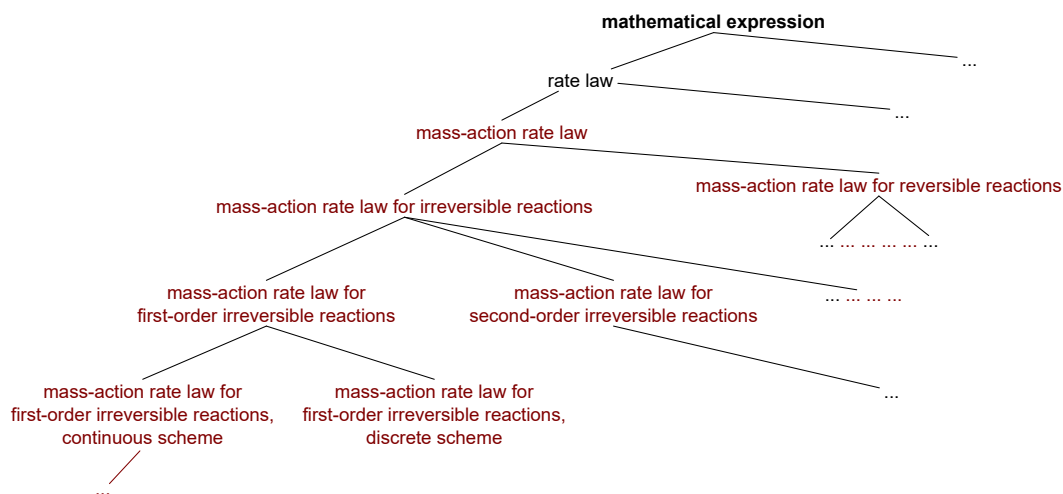 mathematical expression
...
rate law
...
mass-action rate law
mass-action rate law for reversible reactions
mass-action rate law for irreversible reactions
... ... ... ... ... ...
mass-action rate law for
first-order irreversible reactions
mass-action rate law for
second-order irreversible reactions
... ... ... ...
mass-action rate law for
first-order irreversible reactions,
continuous scheme
mass-action rate law for
first-order irreversible reactions,
discrete scheme
...
...